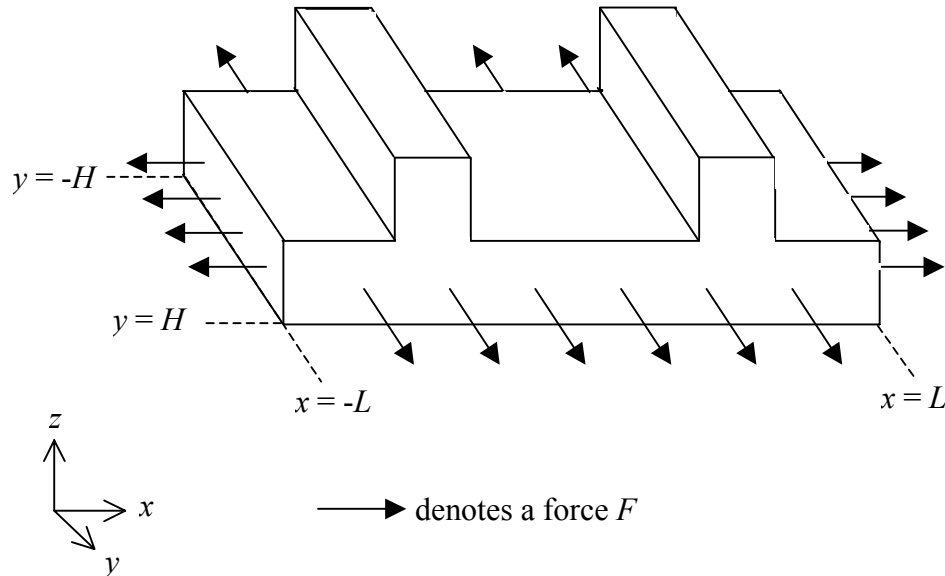 y = -H
y = H
x = -L
x = L
z
x
y
denotes a force F